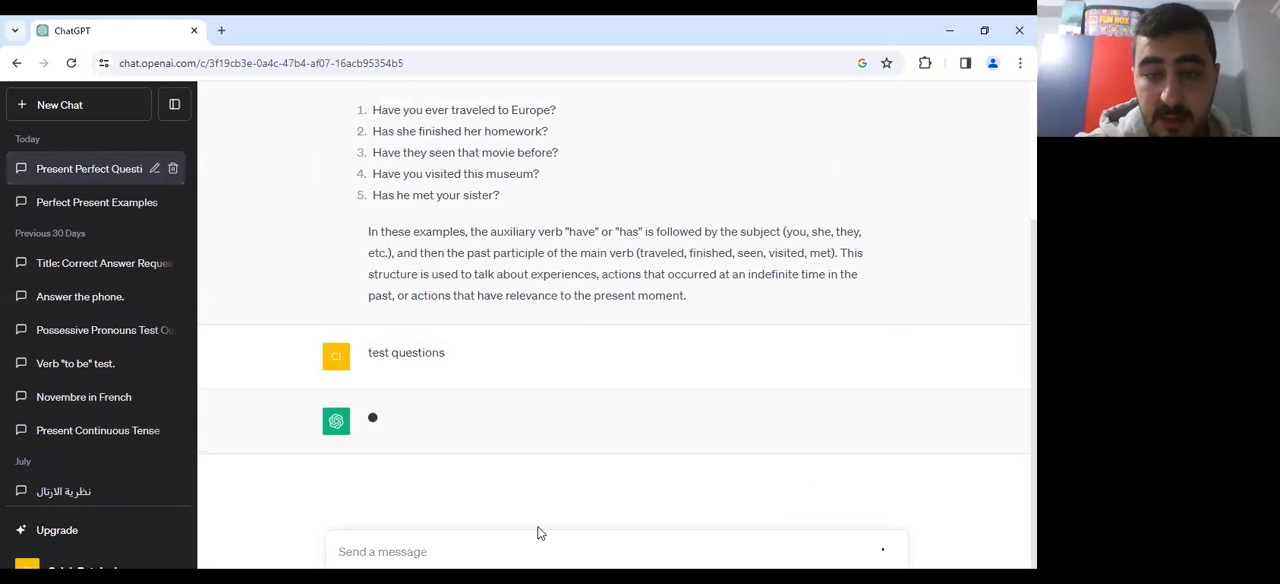 ChatGPT
chat.openai.com/c/3f19cb3e-0a4c-47b4-af07-16acb95354b5
FUN BOX
New Chat
Today
Present Perfect Questi
Perfect Present Examples
Previous 30 Days
Title: Correct Answer Reques
Answer the phone.
Possessive Pronouns Test Qu
Verb "to be" test.
Novembre in French
Present Continuous Tense
July
نظرية الارتال
Upgrade
1. Have you ever traveled to Europe?
2. Has she finished her homework?
3. Have they seen that movie before?
4. Have you visited this museum?
5. Has he met your sister?
In these examples, the auxiliary verb "have" or "has" is followed by the subject (you, she, they,
etc.), and then the past participle of the main verb (traveled, finished, seen, visited, met). This
structure is used to talk about experiences, actions that occurred at an indefinite time in the
past, or actions that have relevance to the present moment.
CI
test questions
Send a message